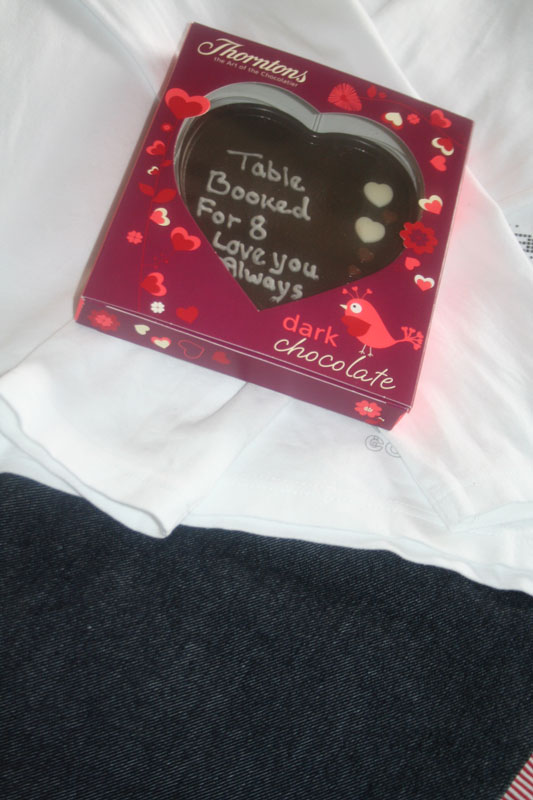 Thorntons
the Art of the Chocolatier
Table
Booked
For 8
Love you
Always
dark
chocolate